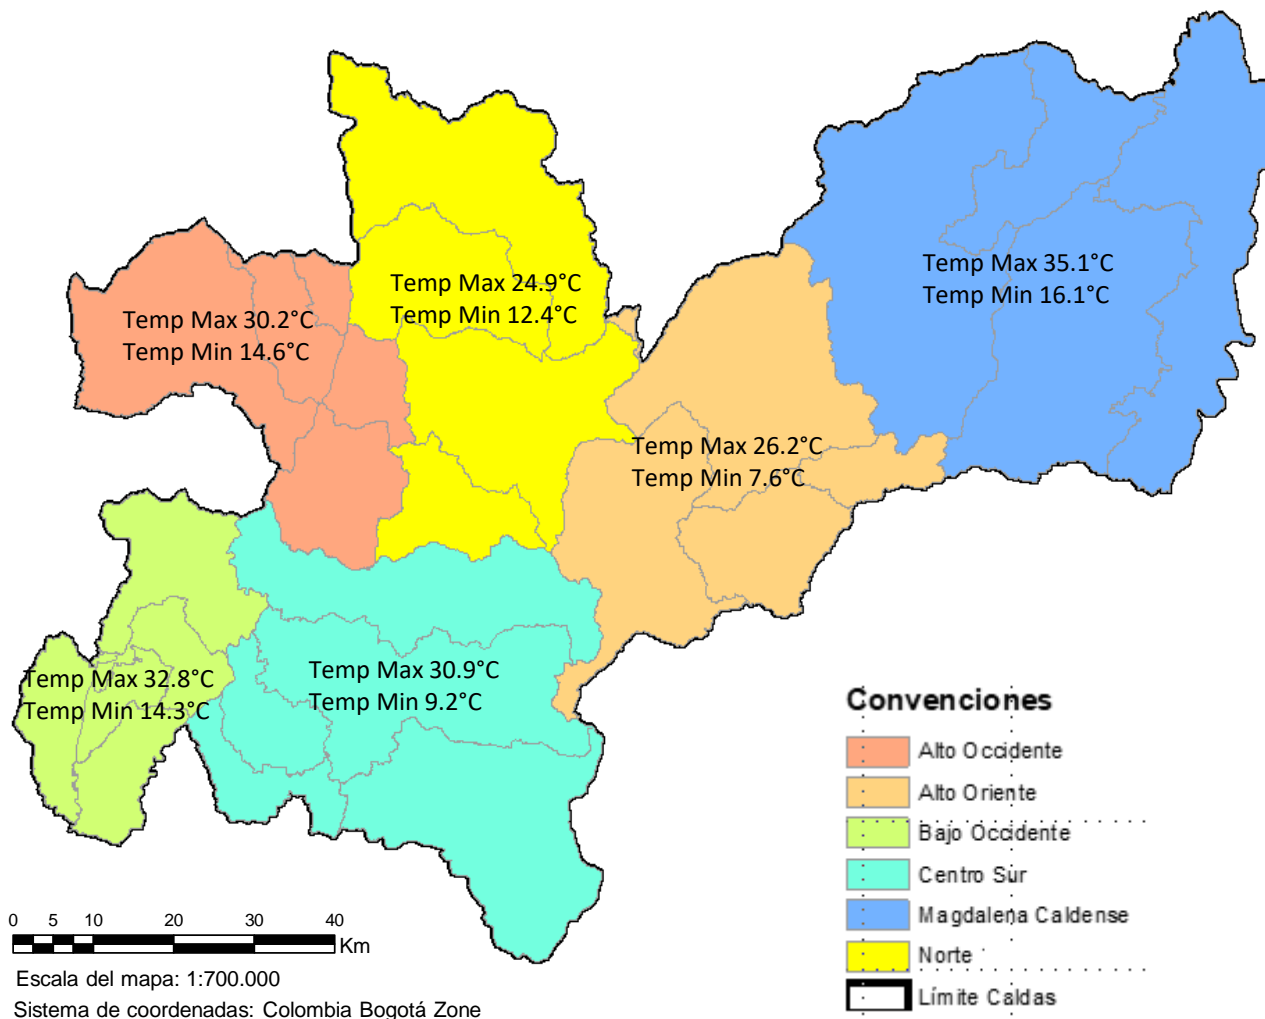 Temp Max 35.1°C
Temp Min 16.1°C
Temp Max 24.9°C
Temp Min 12.4°C
Temp Max 30.2°C
Temp Min 14.6°C
Temp Max 26.2°C
Temp Min 7.6°C
Temp Max 32.8°C
Temp Min 14.3°C
Temp Max 30.9°C
Temp Min 9.2°C
Convenciones
Alto Occidente
Alto Oriente
Bajo Occidente
Centro Sur
Magdalena Caldense
Norte
Límite Caldas
0 5 10 20 30 40
Km
Escala del mapa: 1:700.000
Sistema de coordenadas: Colombia Bogotá Zone